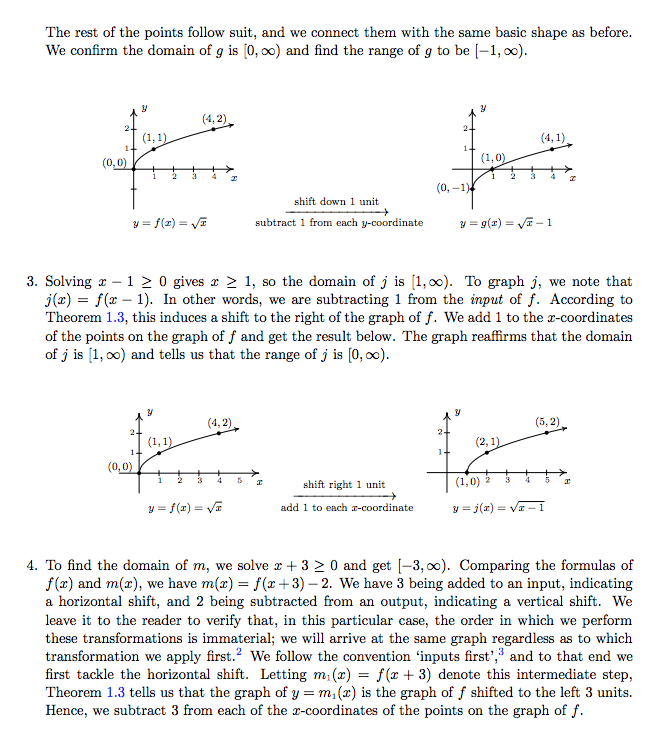 The rest of the points follow suit, and we connect them with the same basic shape as before.
We confirm the domain of g is [0, ∞) and find the range of g to be [−1, ∞).
y
(4, 2)
2
(1, 1)
1
(0, 0)
1 2 3 4 x
y = f(x) = √x
shift down 1 unit
subtract 1 from each y-coordinate
y
2
(4, 1)
1
(1, 0)
1 2 3 4 x
(0, −1)
y = g(x) = √x − 1
3. Solving x − 1 ≥ 0 gives x ≥ 1, so the domain of j is [1, ∞). To graph j, we note that
j(x) = f(x − 1). In other words, we are subtracting 1 from the input of f. According to
Theorem 1.3, this induces a shift to the right of the graph of f. We add 1 to the x-coordinates
of the points on the graph of f and get the result below. The graph reaffirms that the domain
of j is [1, ∞) and tells us that the range of j is [0, ∞).
y
(4, 2)
2
(1, 1)
1
(0, 0)
1 2 3 4 5 x
y = f(x) = √x
shift right 1 unit
add 1 to each x-coordinate
y
(5, 2)
2
(2, 1)
1
(1, 0) 2 3 4 5 x
y = j(x) = √x − 1
4. To find the domain of m, we solve x + 3 ≥ 0 and get [−3, ∞). Comparing the formulas of
f(x) and m(x), we have m(x) = f(x + 3) − 2. We have 3 being added to an input, indicating
a horizontal shift, and 2 being subtracted from an output, indicating a vertical shift. We
leave it to the reader to verify that, in this particular case, the order in which we perform
these transformations is immaterial; we will arrive at the same graph regardless as to which
transformation we apply first.² We follow the convention ‘inputs first’,³ and to that end we
first tackle the horizontal shift. Letting m₁(x) = f(x + 3) denote this intermediate step,
Theorem 1.3 tells us that the graph of y = m₁(x) is the graph of f shifted to the left 3 units.
Hence, we subtract 3 from each of the x-coordinates of the points on the graph of f.